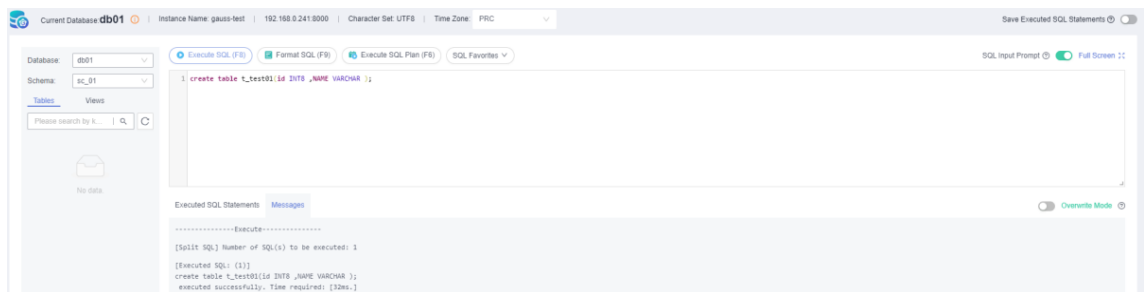 Current Database: db01 | Instance Name: gauss-test | 192.168.0.241:8000 | Character Set: UTF8 | Time Zone: PRC Save Executed SQL Statements
Database: db01 Execute SQL (F8) Format SQL (F9) Execute SQL Plan (F6) SQL Favorites SQL Input Prompt Full Screen
Schema: sc_01
1 create table t_test01(id INT8 ,NAME VARCHAR );
Tables Views
Please search by k...
No data.
Executed SQL Statements Messages Overwrite Mode
---------------Execute---------------
[Split SQL] Number of SQL(s) to be executed: 1
[Executed SQL: (1)]
create table t_test01(id INT8 ,NAME VARCHAR );
executed successfully. Time required: [32ms.]